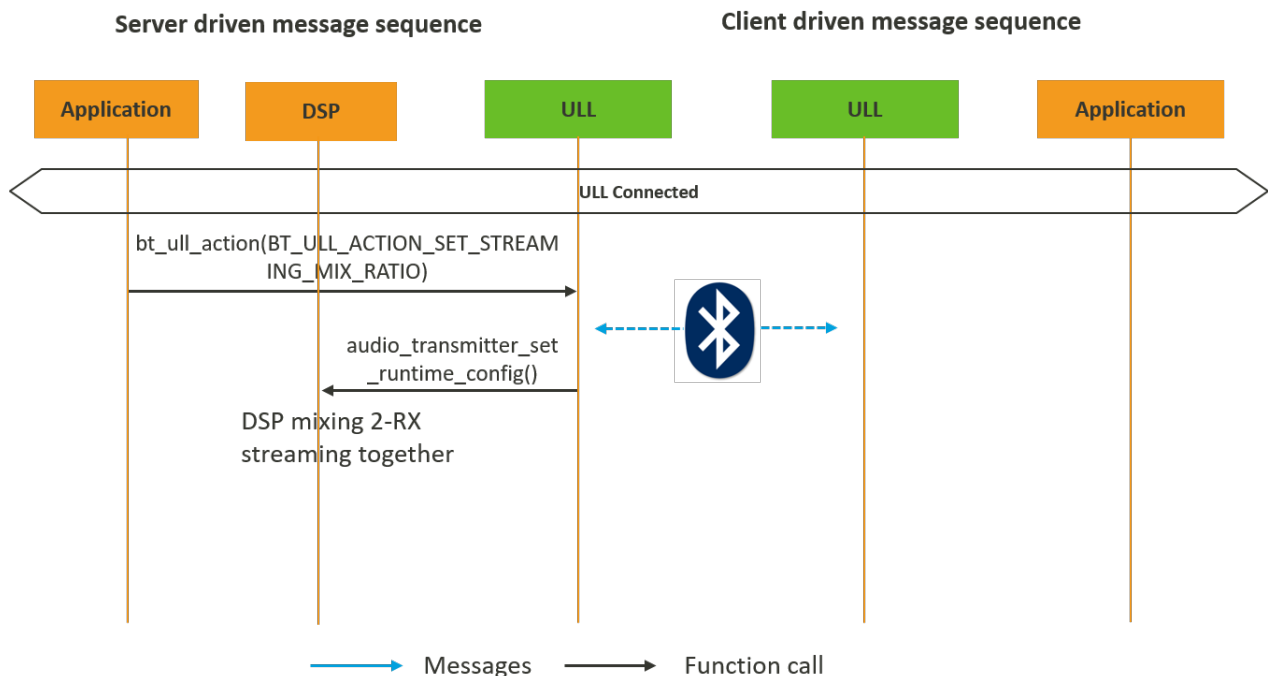 Server driven message sequence
Client driven message sequence
Application
DSP
ULL
ULL
Application
ULL Connected
bt_ull_action(BT_ULL_ACTION_SET_STREAM
ING_MIX_RATIO)
audio_transmitter_set
_runtime_config()
DSP mixing 2-RX
streaming together
Messages
Function call